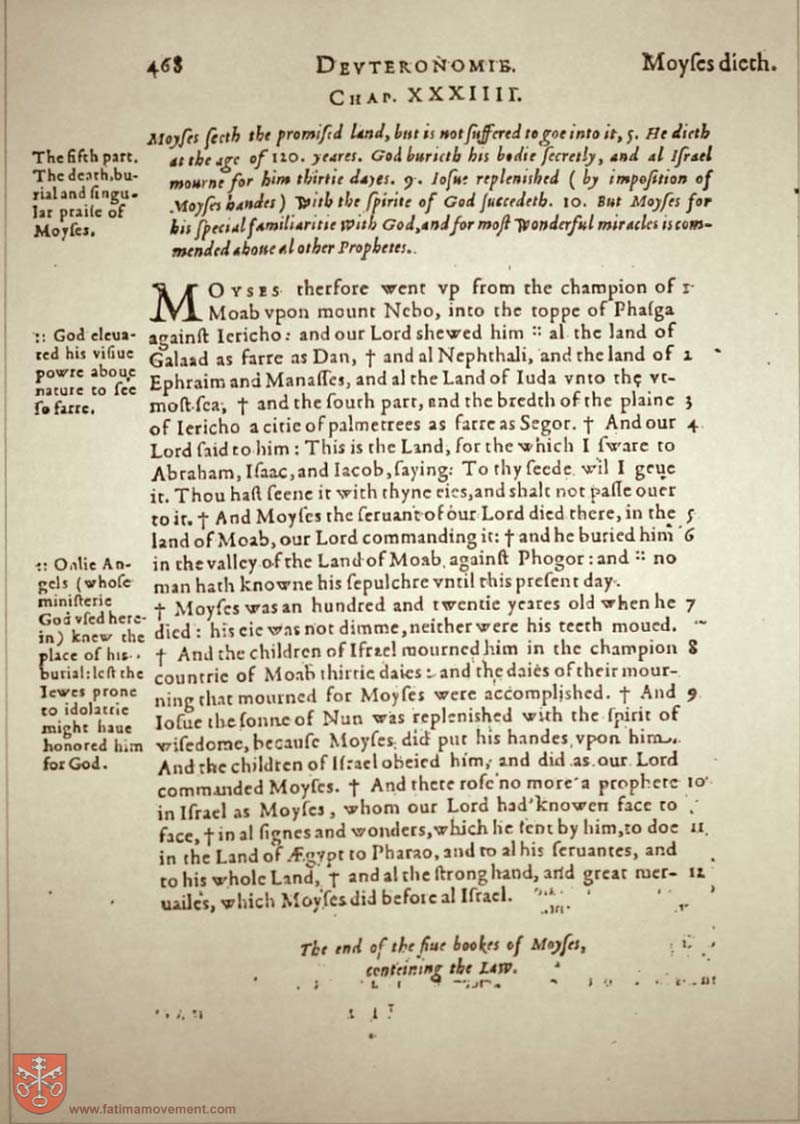 468 DEVTERONOMIE. Moyſes dieth.
CHAP. XXXIIII.
Moyſes ſeeth the promiſed land, but is not ſuffered to goe into it, 5. He dieth
at the age of 120. yeares. God burieth his bodie ſecretly, and al Iſrael
mourne for him thirtie dayes. 9. Ioſue replenished ( by impoſition of
Moyſes handes) With the ſpirite of God ſuccedeth. 10. But Moyſes for
his ſpecial familiaritie With God, and for moſt Wonderful miracles is com-
mended aboue al other Prophetes.
The fifth part.
The death, bu-
rial and ſingu-
lar praiſe of
Moyſes.
MOYSES therfore went vp from the champion of 1
Moab vpon mount Nebo, into the toppe of Phaſga
againſt Iericho: and our Lord shewed him :: al the land of
Galaad as farre as Dan, † and al Nephthali, and the land of 2
Ephraim and Manaſſes, and al the Land of Iuda vnto the vt-
moſt ſea, † and the ſouth part, and the bredth of the plaine 3
of Iericho a citie of palmetrees as farre as Segor. † And our 4
Lord ſaid to him: This is the Land, for the which I ſware to
Abraham, Iſaac, and Iacob, ſaying: To thy ſeede wil I geue
it. Thou haſt ſeene it with thyne eies, and shalt not paſſe ouer
to it. † And Moyſes the ſeruant of our Lord died there, in the 5
land of Moab, our Lord commanding it: † and he buried him 6
in the valley of the Land of Moab againſt Phogor: and :: no
man hath knowne his ſepulchre vntil this preſent day.
† Moyſes was an hundred and twentie yeares old when he 7
died: his eie was not dimme, neither were his teeth moued.
† And the children of Iſrael mourned him in the champion 8
countrie of Moab thirtie daies: and the daies of their mour-
ning that mourned for Moyſes were accomplished. † And 9
Ioſue the ſonne of Nun was replenished with the ſpirit of
wiſedome, becauſe Moyſes did put his handes vpon him.
And the children of Iſrael obeied him, and did as our Lord
commanded Moyſes. † And there roſe no more a prophete 10
in Iſrael as Moyſes, whom our Lord had knowen face to
face, † in al ſignes and wonders, which he ſent by him, to doe 11
in the Land of Ægypt to Pharao, and to al his ſeruantes, and
to his whole Land, † and al the ſtrong hand, and great mer- 12
uailes, which Moyſes did before al Iſrael.
:: God eleua-
ted his viſiue
powre aboue
nature to ſee
ſo farre.
:: Onlie An-
gels (whoſe
miniſterie
God vſed here-
in) knew the
place of his
burial: leſt the
Iewes prone
to idolatrie
might haue
honored him
for God.
The end of the fiue bookes of Moyſes,
conteining the LAW.
www.fatimamovement.com